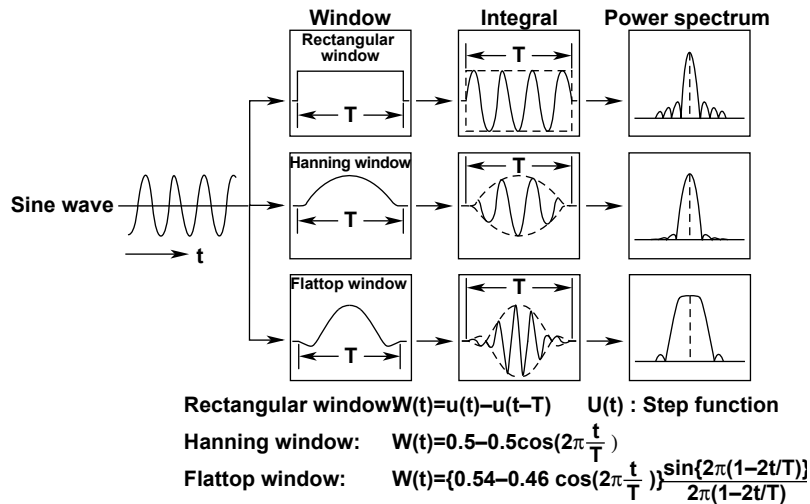 Window Integral Power spectrum
Rectangular
window
T
T
Hanning window
T
T
Sine wave
t
Flattop window
T
T
Rectangular window: W(t)=u(t)–u(t–T) U(t) : Step function
Hanning window: W(t)=0.5–0.5cos(2π t/T )
Flattop window: W(t)={0.54–0.46 cos(2π t/T )} sin{2π(1–2t/T)}/2π(1–2t/T)